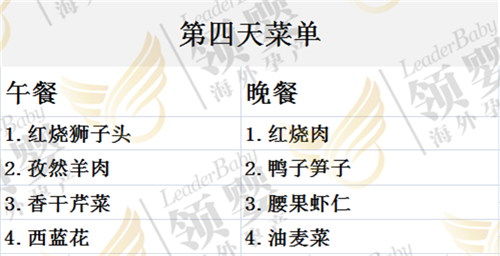 第四天菜单
午餐 晚餐
1. 红烧狮子头 1. 红烧肉
2. 孜然羊肉 2. 鸭子笋子
3. 香干芹菜 3. 腰果虾仁
4. 西蓝花 4. 油麦菜
LeaderBaby
领婴
海外孕产
LeaderBaby
领婴
海外孕产
LeaderBaby
领婴
海外孕产